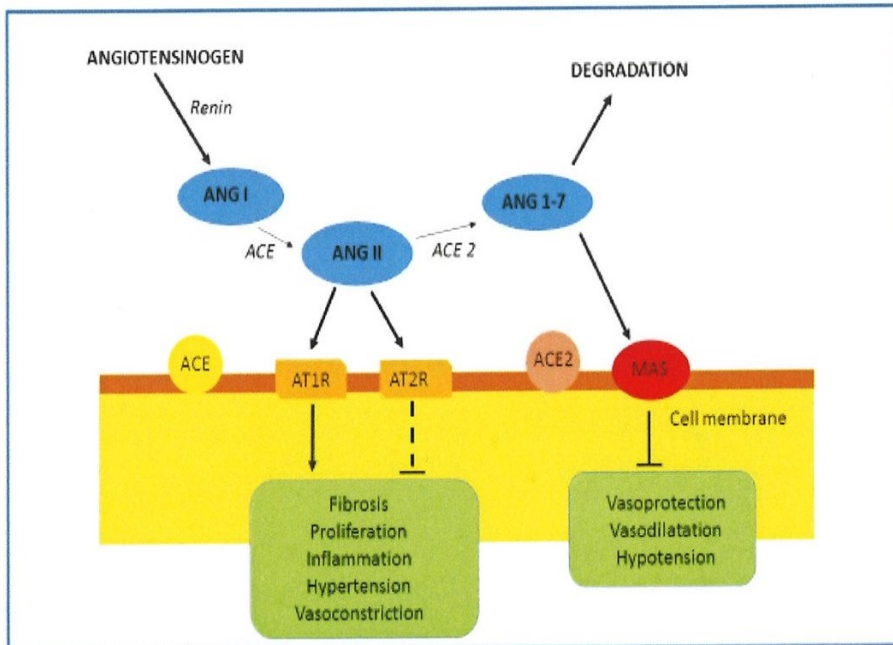 ANGIOTENSINOGEN
DEGRADATION
Renin
ANG I
ANG 1-7
ACE
ANG II
ACE 2
ACE
AT1R
AT2R
ACE2
MAS
Cell membrane
Fibrosis
Proliferation
Inflammation
Hypertension
Vasoconstriction
Vasoprotection
Vasodilatation
Hypotension